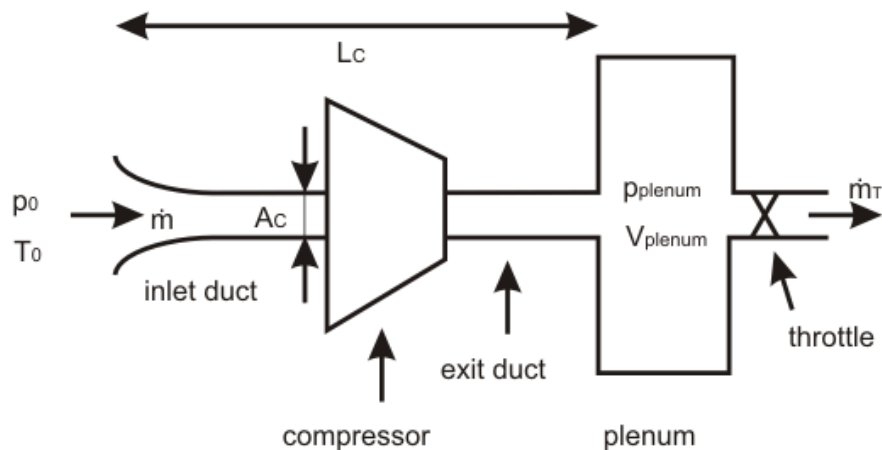 Lc
p0
T0
ṁ
Ac
pplenum
Vplenum
ṁT
inlet duct
exit duct
throttle
compressor
plenum